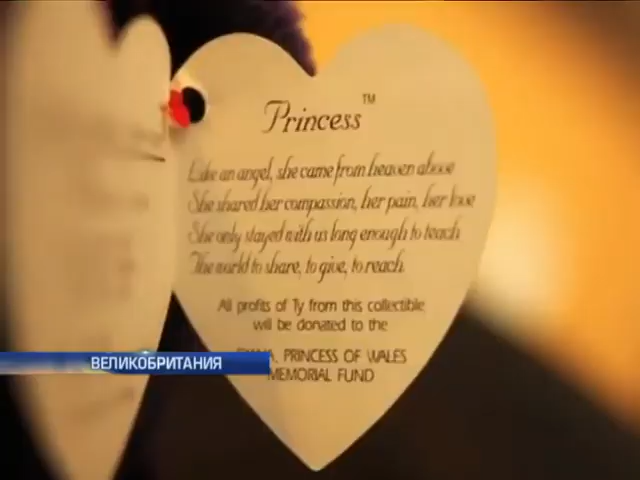 Princess™
Like an angel, she came from heaven above
She shared her compassion, her pain, her love
She only stayed with us long enough to teach
The world to share, to give, to reach.
All profits of Ty from this collectible
will be donated to the
PRINCESS OF WALES
MEMORIAL FUND
ВЕЛИКОБРИТАНИЯ